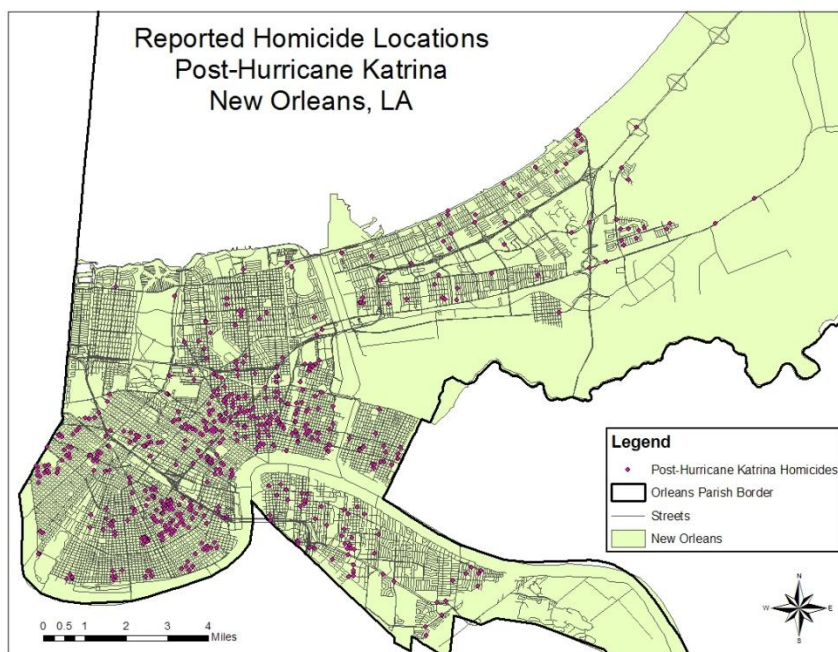 Reported Homicide Locations
Post-Hurricane Katrina
New Orleans, LA
Legend
Post-Hurricane Katrina Homicides
Orleans Parish Border
Streets
New Orleans
N
W E
S
0 0.5 1 2 3 4
Miles